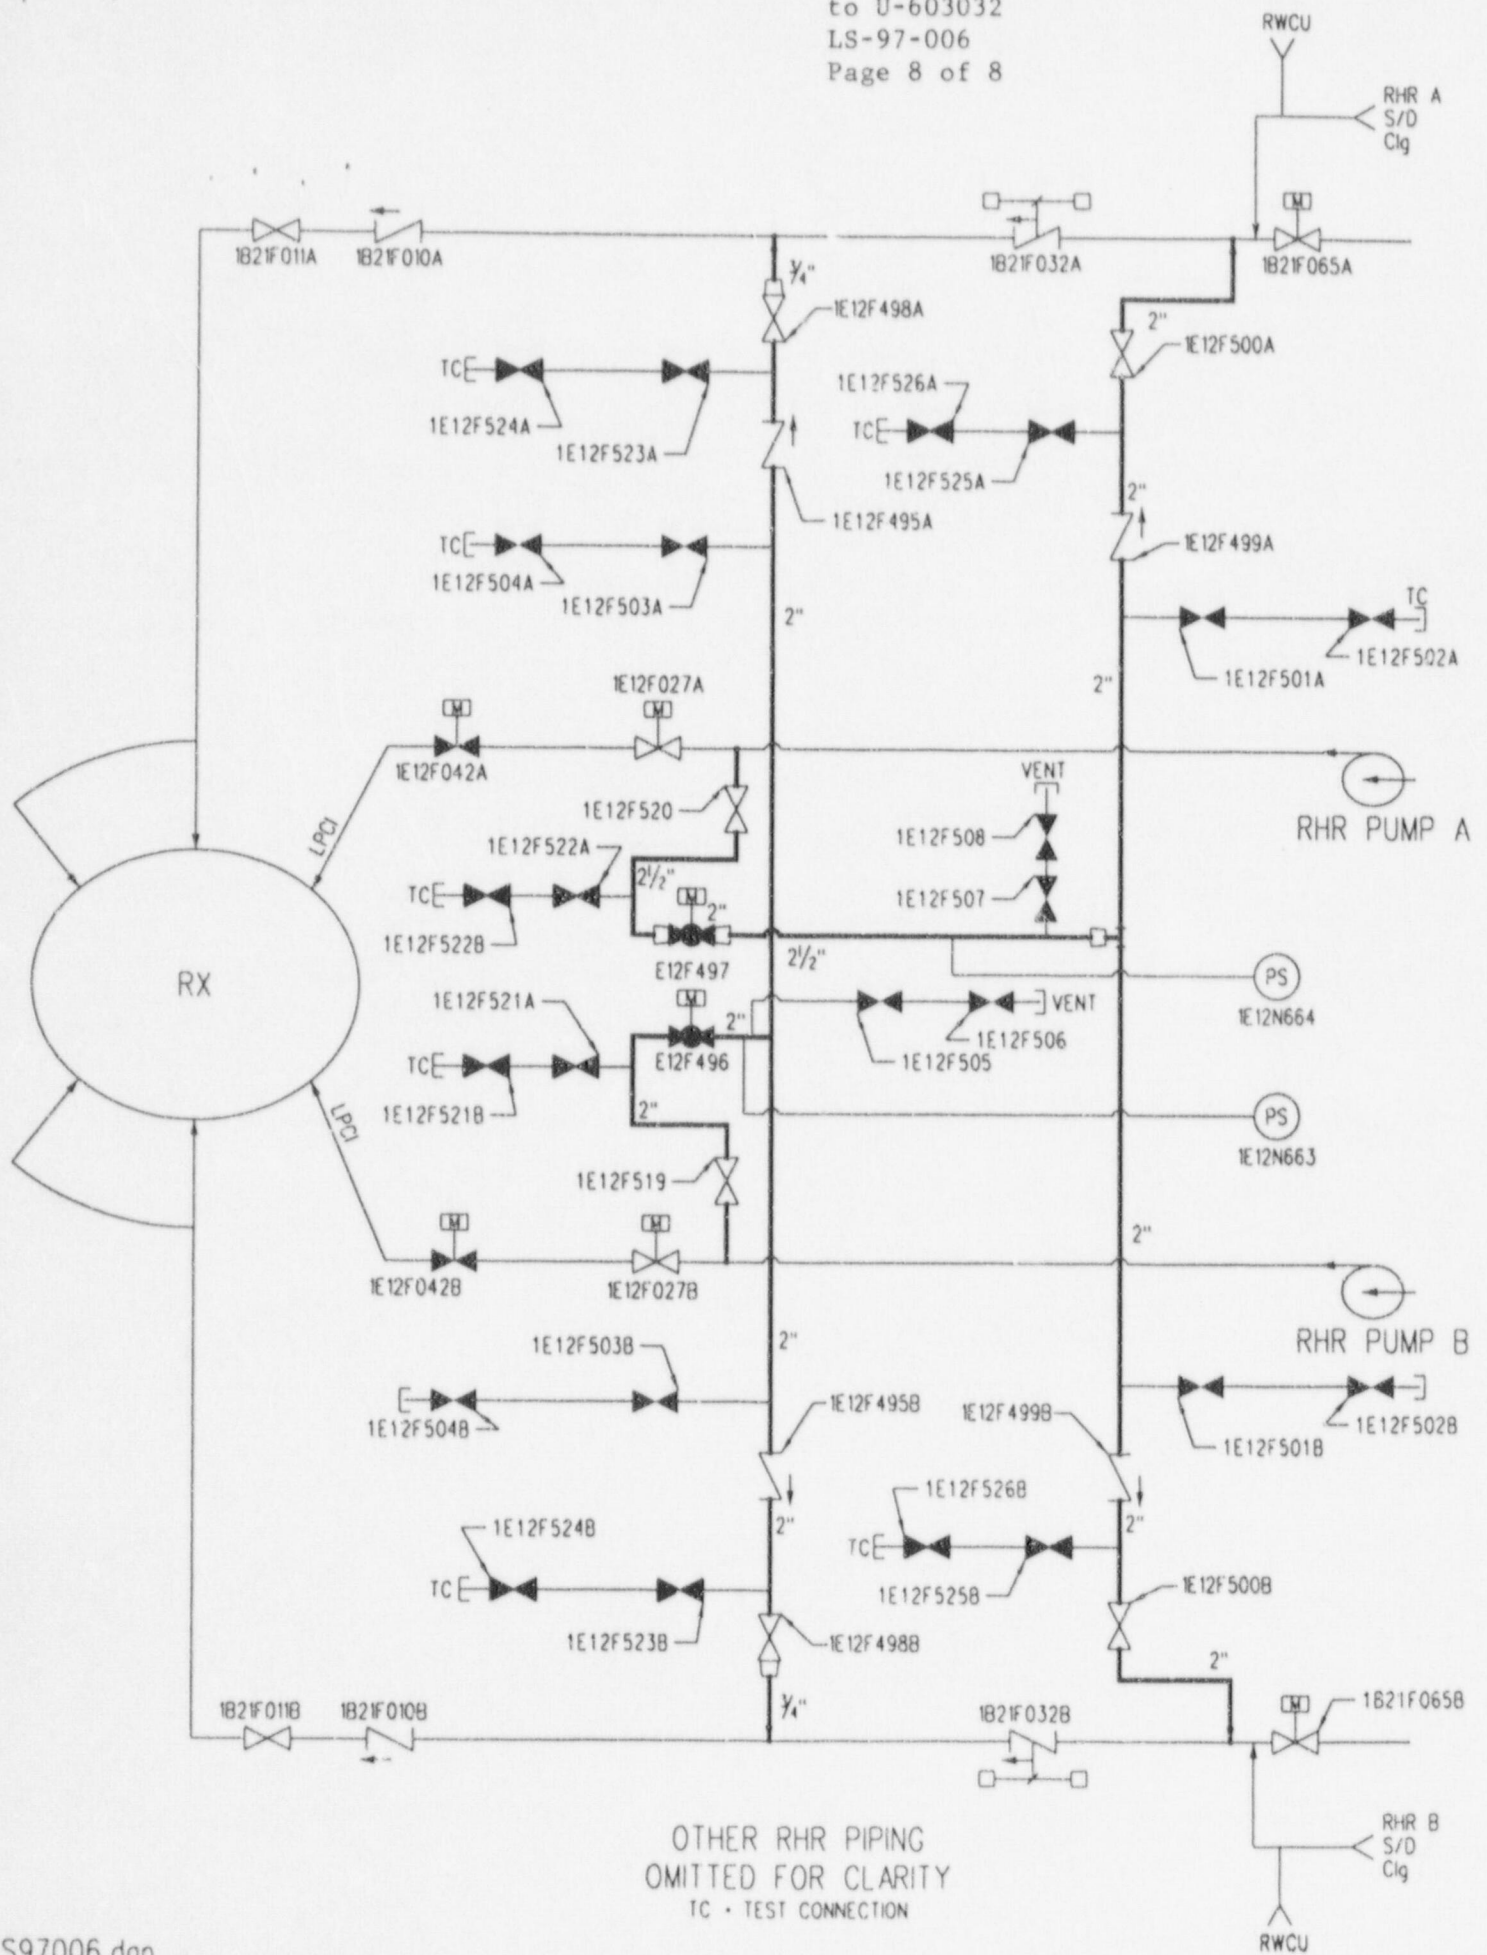 to U-603032
LS-97-006
Page 8 of 8
RWCU
RHR A
S/D
Clg
M
1B21F011A
1B21F010A
1B21F032A
1B21F065A
3/4"
1E12F498A
2"
1E12F500A
TC
1E12F524A
1E12F523A
1E12F526A
TC
1E12F525A
2"
1E12F495A
1E12F499A
TC
1E12F504A
1E12F503A
2"
TC
1E12F502A
1E12F501A
2"
1E12F027A
M
M
1E12F042A
LPCI
1E12F520
VENT
1E12F508
1E12F507
RHR PUMP A
1E12F522A
2 1/2"
TC
1E12F522B
M
2"
E12F497
2 1/2"
PS
1E12N664
RX
1E12F521A
M
2"
VENT
1E12F506
1E12F505
E12F496
TC
1E12F521B
2"
PS
1E12N663
LPCI
1E12F519
M
M
1E12F042B
1E12F027B
2"
RHR PUMP B
1E12F503B
2"
1E12F504B
1E12F495B
1E12F499B
1E12F502B
1E12F501B
1E12F526B
2"
2"
1E12F524B
TC
1E12F525B
1E12F500B
TC
1E12F523B
1E12F498B
2"
1B21F011B
1B21F010B
3/4"
1B21F032B
M
1B21F065B
OTHER RHR PIPING
OMITTED FOR CLARITY
TC - TEST CONNECTION
RHR B
S/D
Clg
RWCU
S97006.dgn